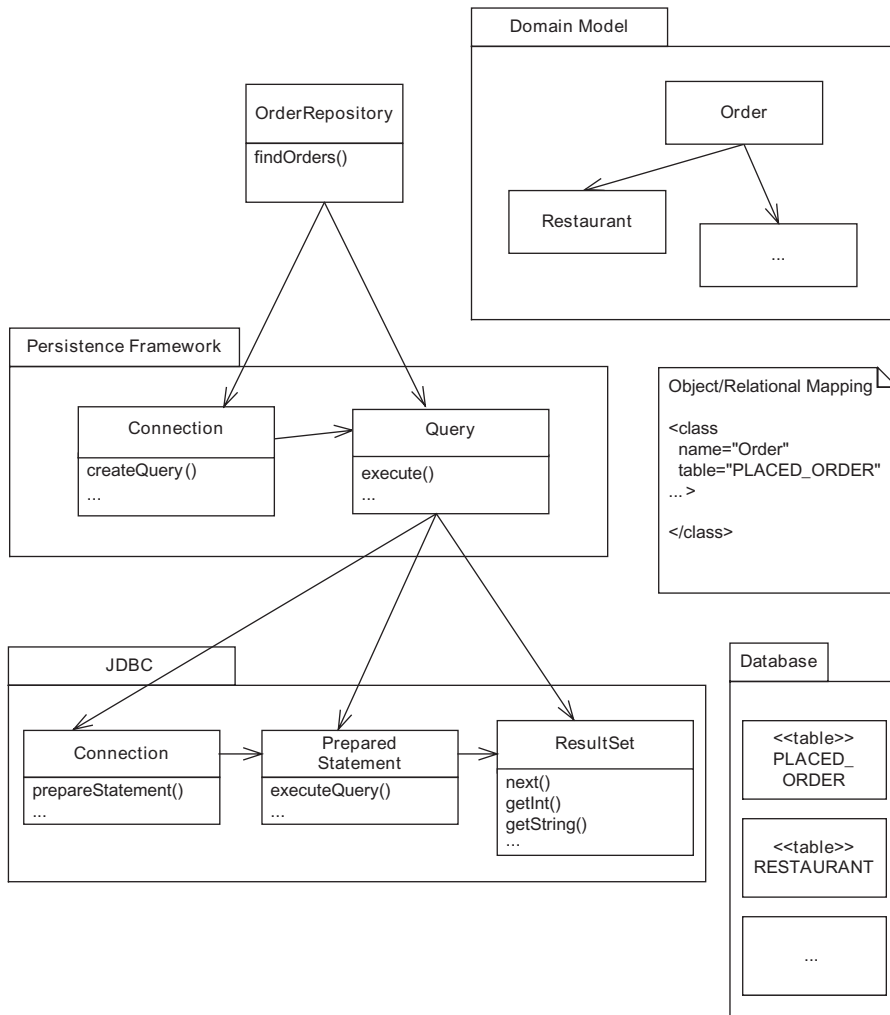 Domain Model
OrderRepository
findOrders()
Order
Restaurant
...
Persistence Framework
Connection
createQuery()
...
Query
execute()
...
Object/Relational Mapping
<class
name="Order"
table="PLACED_ORDER"
... >
</class>
JDBC
Connection
prepareStatement()
...
Prepared
Statement
executeQuery()
...
ResultSet
next()
getInt()
getString()
...
Database
<<table>>
PLACED_
ORDER
<<table>>
RESTAURANT
...